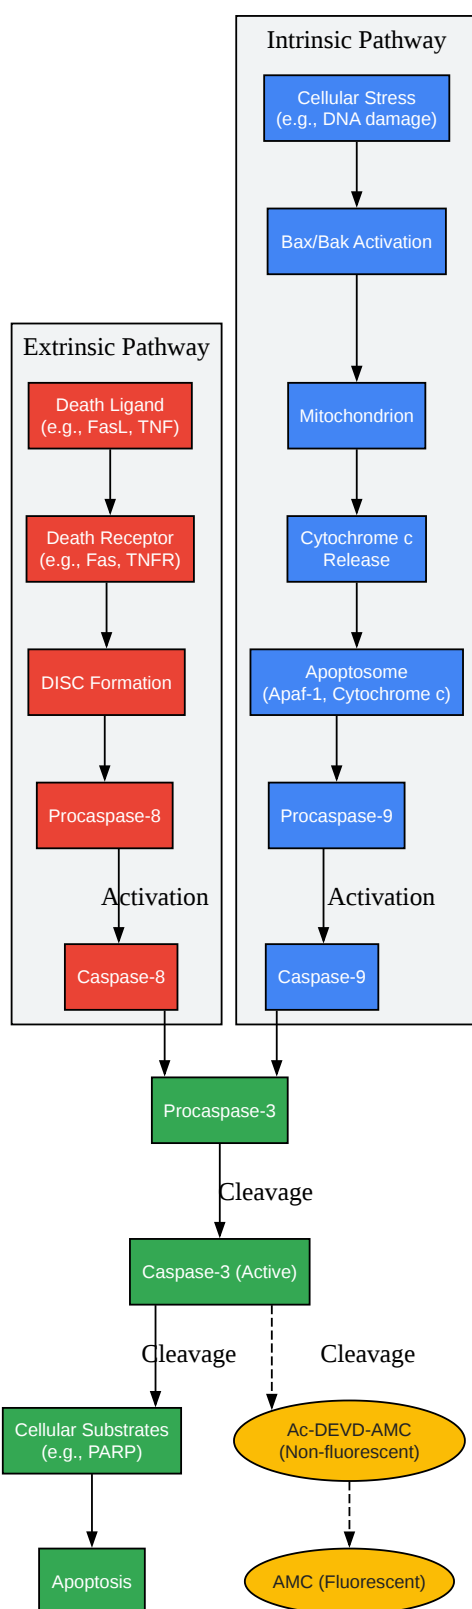 Intrinsic Pathway
Cellular Stress
(e.g., DNA damage)
Bax/Bak Activation
Extrinsic Pathway
Death Ligand
(e.g., FasL, TNF)
Mitochondrion
Death Receptor
(e.g., Fas, TNFR)
Cytochrome c
Release
DISC Formation
Apoptosome
(Apaf-1, Cytochrome c)
Procaspase-8
Procaspase-9
Activation
Activation
Caspase-8
Caspase-9
Procaspase-3
Cleavage
Caspase-3 (Active)
Cleavage
Cleavage
Cellular Substrates
(e.g., PARP)
Ac-DEVD-AMC
(Non-fluorescent)
Apoptosis
AMC (Fluorescent)